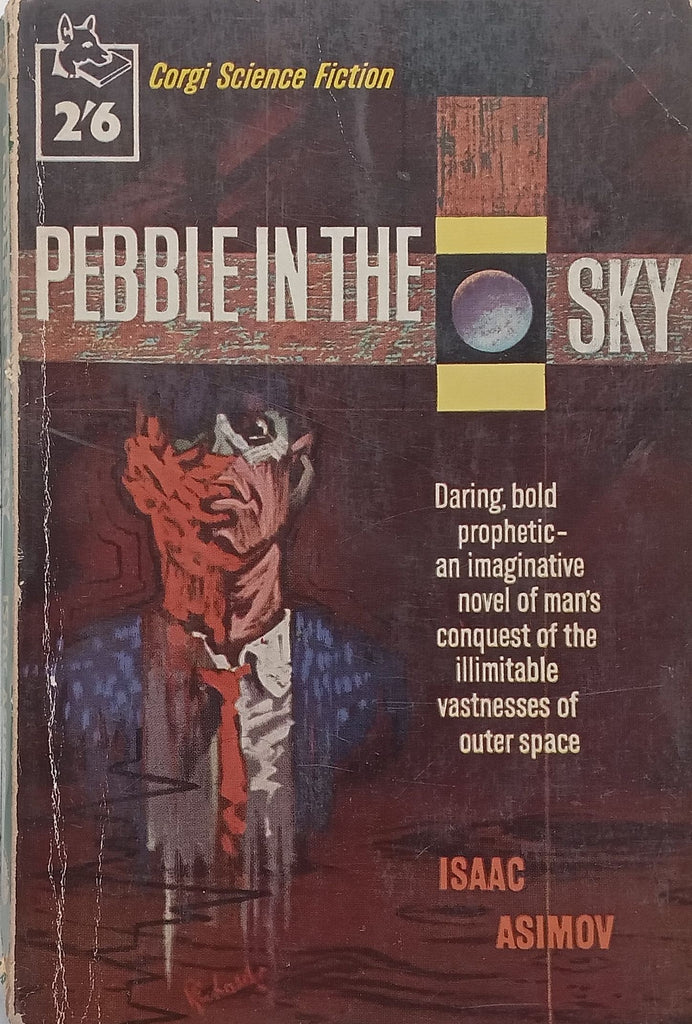 Corgi Science Fiction
2'6
PEBBLE IN THE SKY
Daring, bold
prophetic-
an imaginative
novel of man's
conquest of the
illimitable
vastnesses of
outer space
ISAAC
ASIMOV